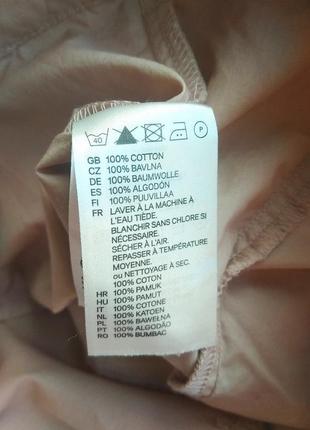 40 P
GB 100% COTTON
CZ 100% BAVLNA
DE 100% BAUMWOLLE
ES 100% ALGODÓN
FI 100% PUUVILLAA
FR LAVER À LA MACHINE À
L'EAU TIÈDE.
BLANCHIR SANS CHLORE SI
NÉCESSAIRE.
SÉCHER À L'AIR.
REPASSER À TEMPÉRATURE
MOYENNE.
ou NETTOYAGE À SEC.
100% COTON
HR 100% PAMUK
HU 100% PAMUT
IT 100% COTONE
NL 100% KATOEN
PL 100% BAWEŁNA
PT 100% ALGODÃO
RO 100% BUMBAC